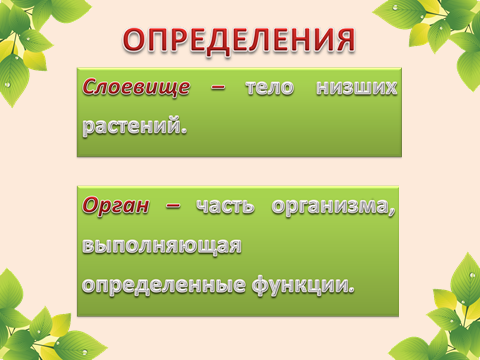 ОПРЕДЕЛЕНИЯ
Слоевище – тело низших
растений.
Орган – часть организма,
выполняющая
определенные функции.